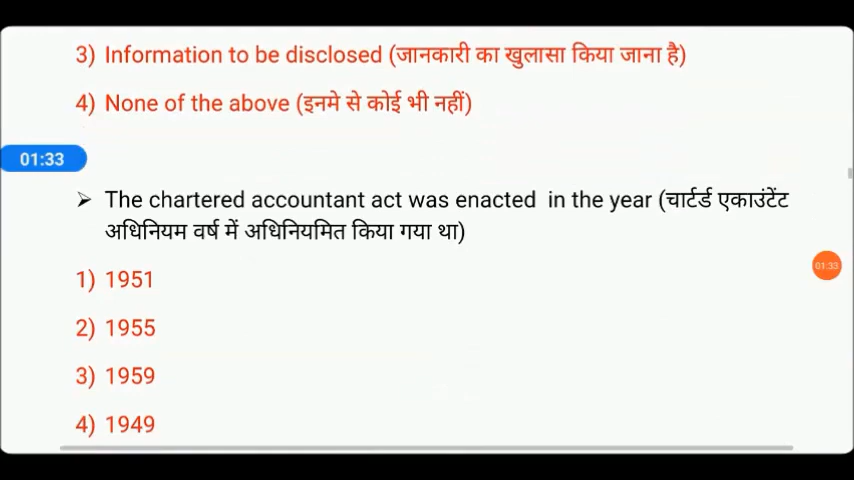 3) Information to be disclosed (जानकारी का खुलासा किया जाना है)
4) None of the above (इनमे से कोई भी नहीं)
01:33
➢ The chartered accountant act was enacted in the year (चार्टर्ड एकाउंटेंट
अधिनियम वर्ष में अधिनियमित किया गया था)
01:33
1) 1951
2) 1955
3) 1959
4) 1949